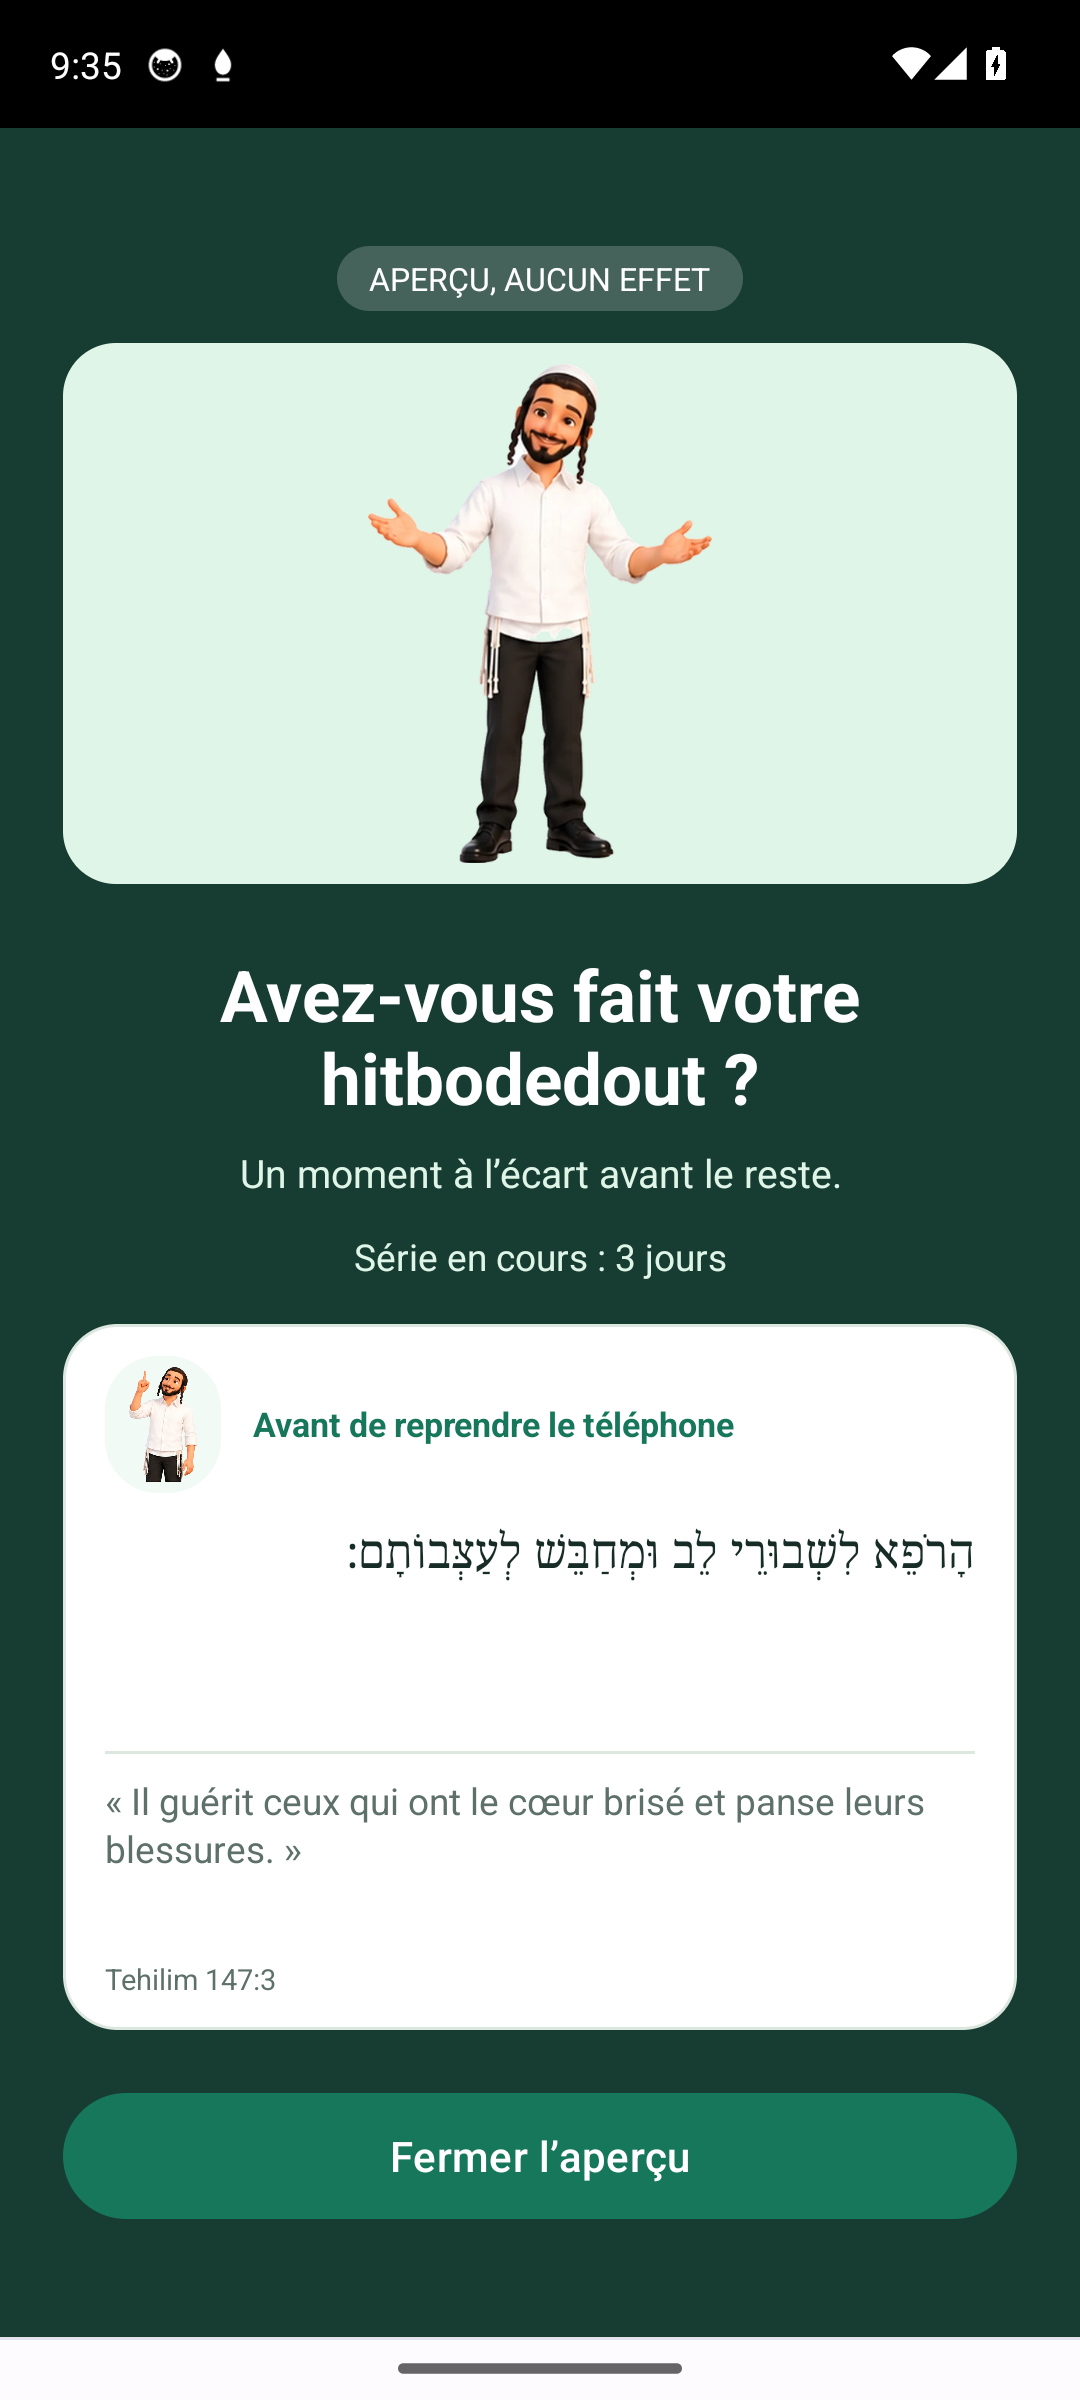 9:35
APERÇU, AUCUN EFFET
Avez-vous fait votre
hitbodedout ?
Un moment à l’écart avant le reste.
Série en cours : 3 jours
Avant de reprendre le téléphone
הָרֹפֵא לִשְׁבוּרֵי לֵב וּמְחַבֵּשׁ לְעַצְּבוֹתָם:
« Il guérit ceux qui ont le cœur brisé et panse leurs
blessures. »
Tehilim 147:3
Fermer l’aperçu